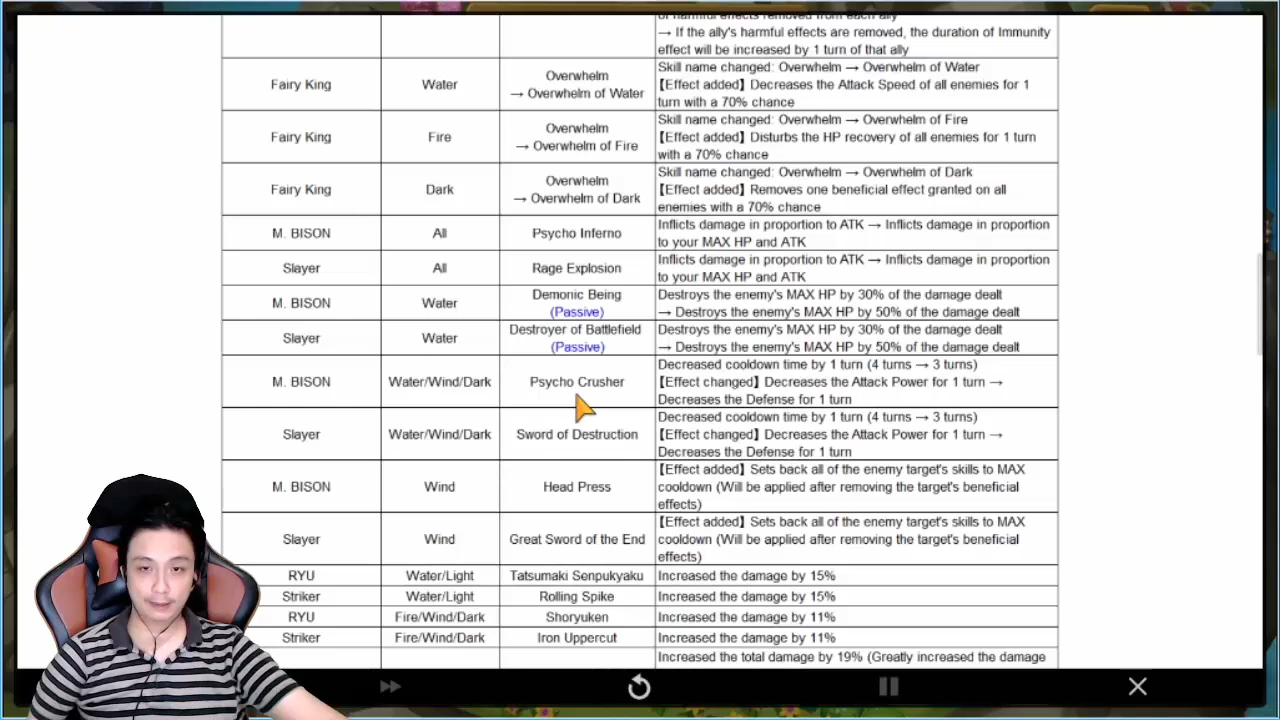 of harmful effects removed from each ally
→ If the ally's harmful effects are removed, the duration of Immunity
effect will be increased by 1 turn of that ally
Fairy King
Water
Overwhelm
→ Overwhelm of Water
Skill name changed: Overwhelm → Overwhelm of Water
【Effect added】 Decreases the Attack Speed of all enemies for 1
turn with a 70% chance
Fairy King
Fire
Overwhelm
→ Overwhelm of Fire
Skill name changed: Overwhelm → Overwhelm of Fire
【Effect added】 Disturbs the HP recovery of all enemies for 1 turn
with a 70% chance
Fairy King
Dark
Overwhelm
→ Overwhelm of Dark
Skill name changed: Overwhelm → Overwhelm of Dark
【Effect added】 Removes one beneficial effect granted on all
enemies with a 70% chance
M. BISON
All
Psycho Inferno
Inflicts damage in proportion to ATK → Inflicts damage in proportion
to your MAX HP and ATK
Slayer
All
Rage Explosion
Inflicts damage in proportion to ATK → Inflicts damage in proportion
to your MAX HP and ATK
M. BISON
Water
Demonic Being
(Passive)
Destroys the enemy's MAX HP by 30% of the damage dealt
→ Destroys the enemy's MAX HP by 50% of the damage dealt
Slayer
Water
Destroyer of Battlefield
(Passive)
Destroys the enemy's MAX HP by 30% of the damage dealt
→ Destroys the enemy's MAX HP by 50% of the damage dealt
M. BISON
Water/Wind/Dark
Psycho Crusher
Decreased cooldown time by 1 turn (4 turns → 3 turns)
【Effect changed】 Decreases the Attack Power for 1 turn →
Decreases the Defense for 1 turn
Slayer
Water/Wind/Dark
Sword of Destruction
Decreased cooldown time by 1 turn (4 turns → 3 turns)
【Effect changed】 Decreases the Attack Power for 1 turn →
Decreases the Defense for 1 turn
M. BISON
Wind
Head Press
【Effect added】 Sets back all of the enemy target's skills to MAX
cooldown (Will be applied after removing the target's beneficial
effects)
Slayer
Wind
Great Sword of the End
【Effect added】 Sets back all of the enemy target's skills to MAX
cooldown (Will be applied after removing the target's beneficial
effects)
RYU
Water/Light
Tatsumaki Senpukyaku
Increased the damage by 15%
Striker
Water/Light
Rolling Spike
Increased the damage by 15%
RYU
Fire/Wind/Dark
Shoryuken
Increased the damage by 11%
Striker
Fire/Wind/Dark
Iron Uppercut
Increased the damage by 11%
Increased the total damage by 19% (Greatly increased the damage